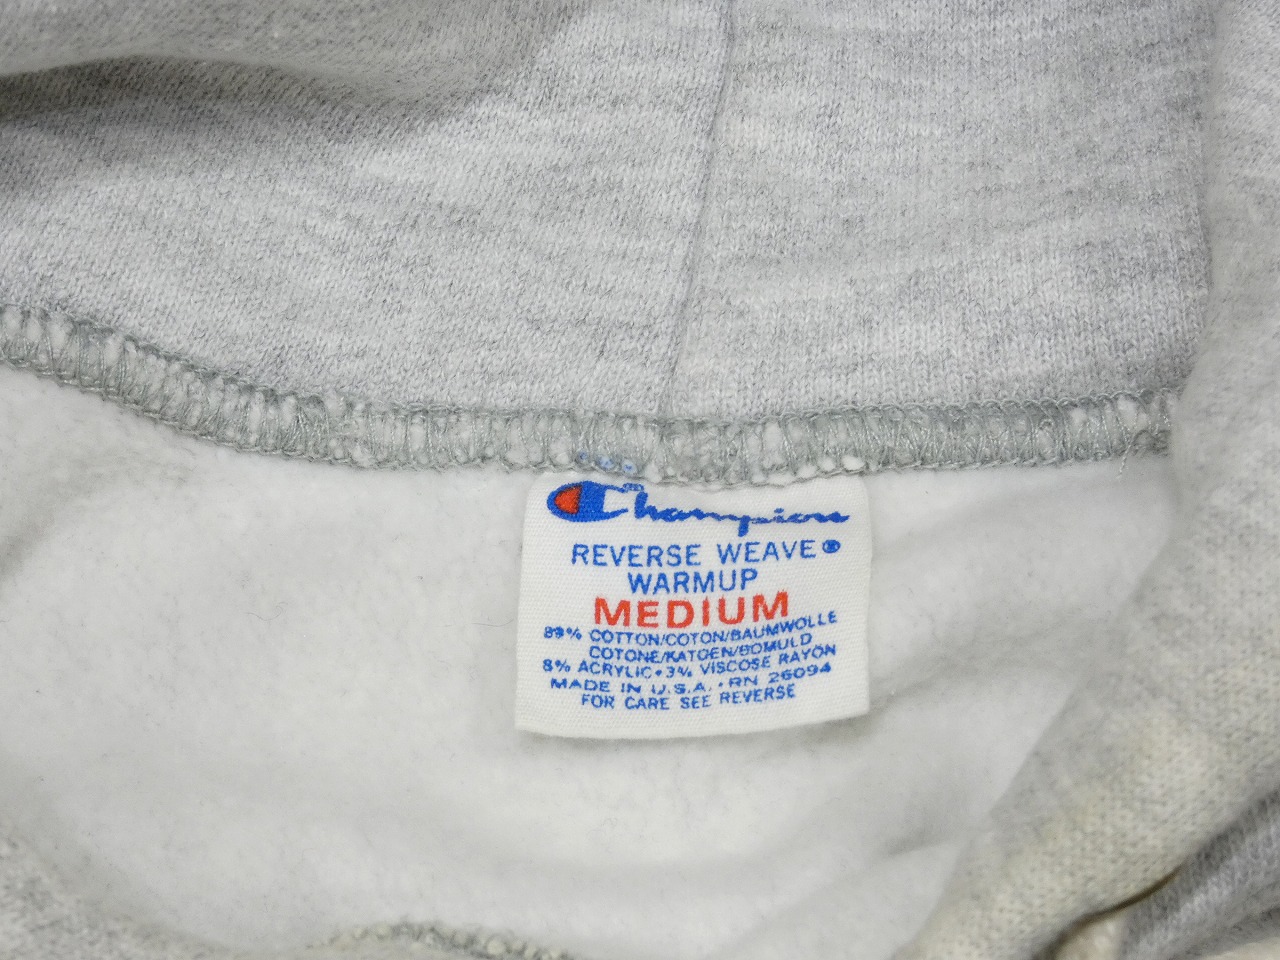 Champion
REVERSE WEAVE®
WARMUP
MEDIUM
89% COTTON/COTON/BAUMWOLLE
COTONE/KATOEN/BOMULD
8% ACRYLIC • 3% VISCOSE RAYON
MADE IN U.S.A. • RN 26094
FOR CARE SEE REVERSE